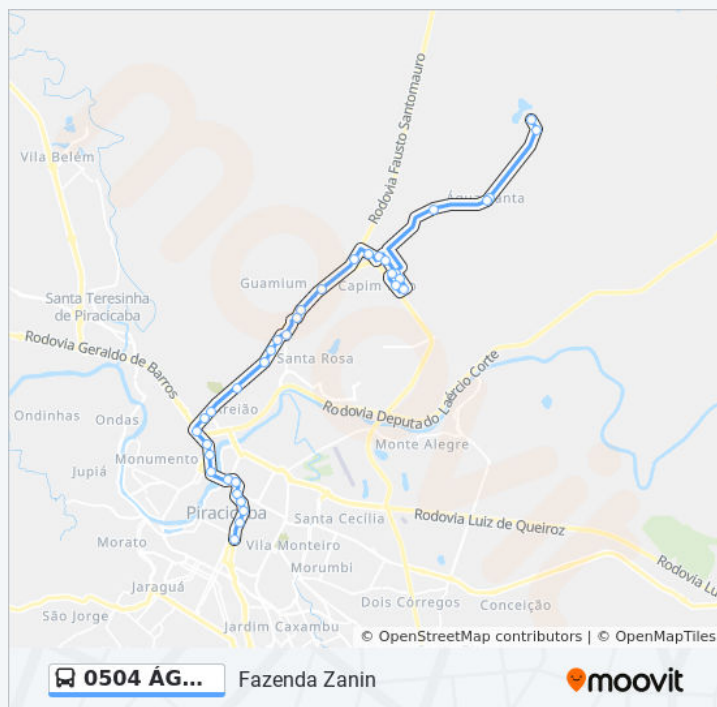 Rodovia Fausto Santomauro
Vila Belém
Guamium
Capim
Santa Teresinha
de Piracicaba
Rodovia Geraldo de Barros
Santa Rosa
Rodovia Deputado Laércio Corte
Ondinhas
Ondas
Monte Alegre
Monumento
Jupiá
Piracicaba
Santa Cecília
Rodovia Luiz de Queiroz
Morato
Vila Monteiro
Morumbi
Rodovia Lu
Jaraguá
Dois Córregos
Conceição
São Jorge
Jardim Caxambu
© OpenStreetMap contributors | © OpenMapTiles
0504 ÁG...
Fazenda Zanin
moovit